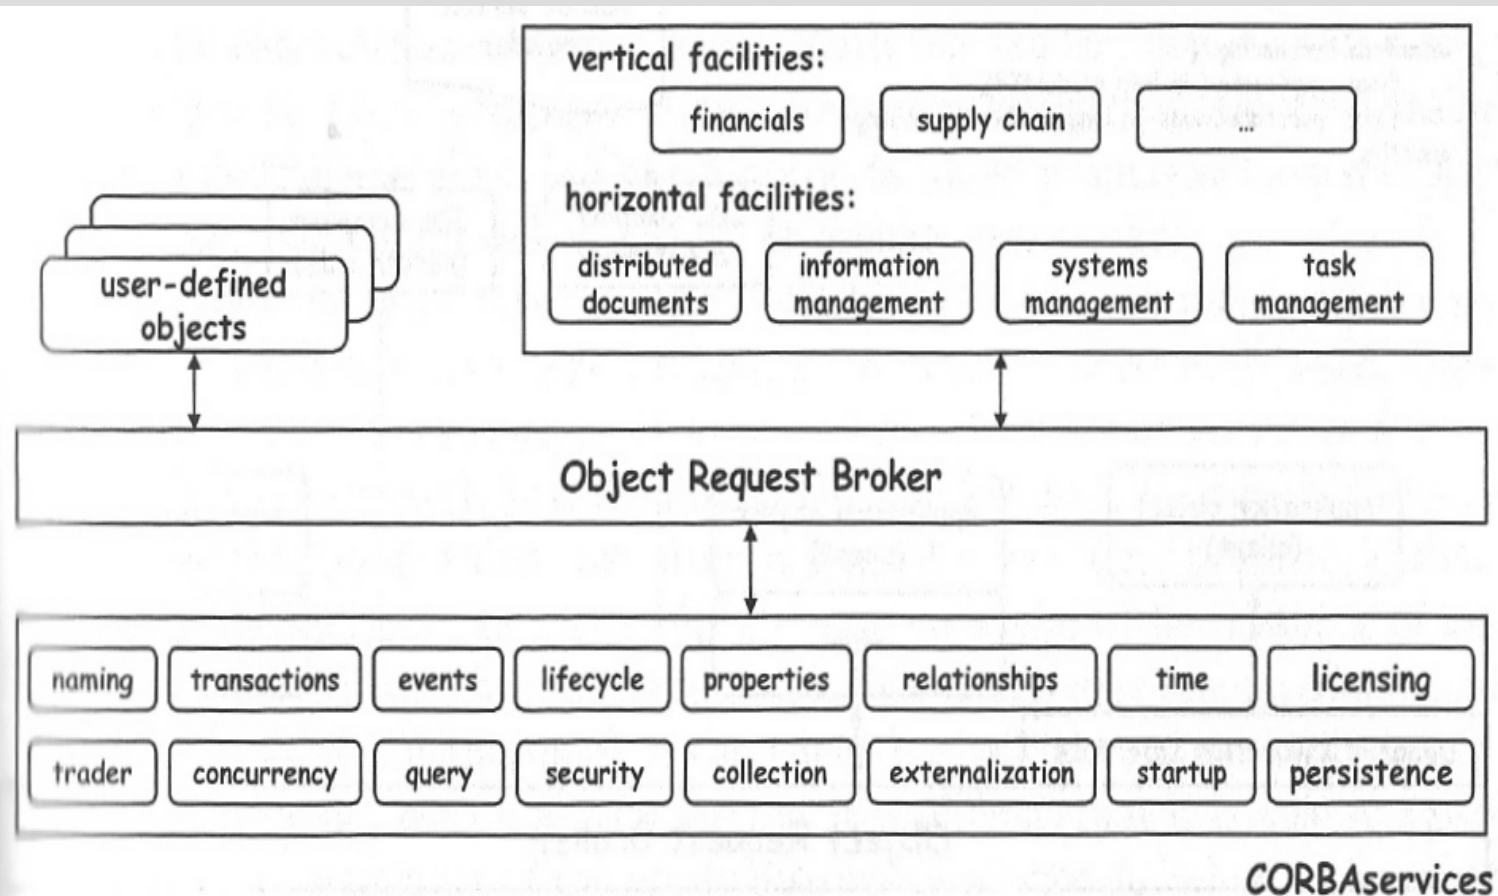 vertical facilities:
financials
supply chain
...
horizontal facilities:
distributed
documents
information
management
systems
management
task
management
user-defined
objects
Object Request Broker
naming
transactions
events
lifecycle
properties
relationships
time
licensing
trader
concurrency
query
security
collection
externalization
startup
persistence
CORBAservices